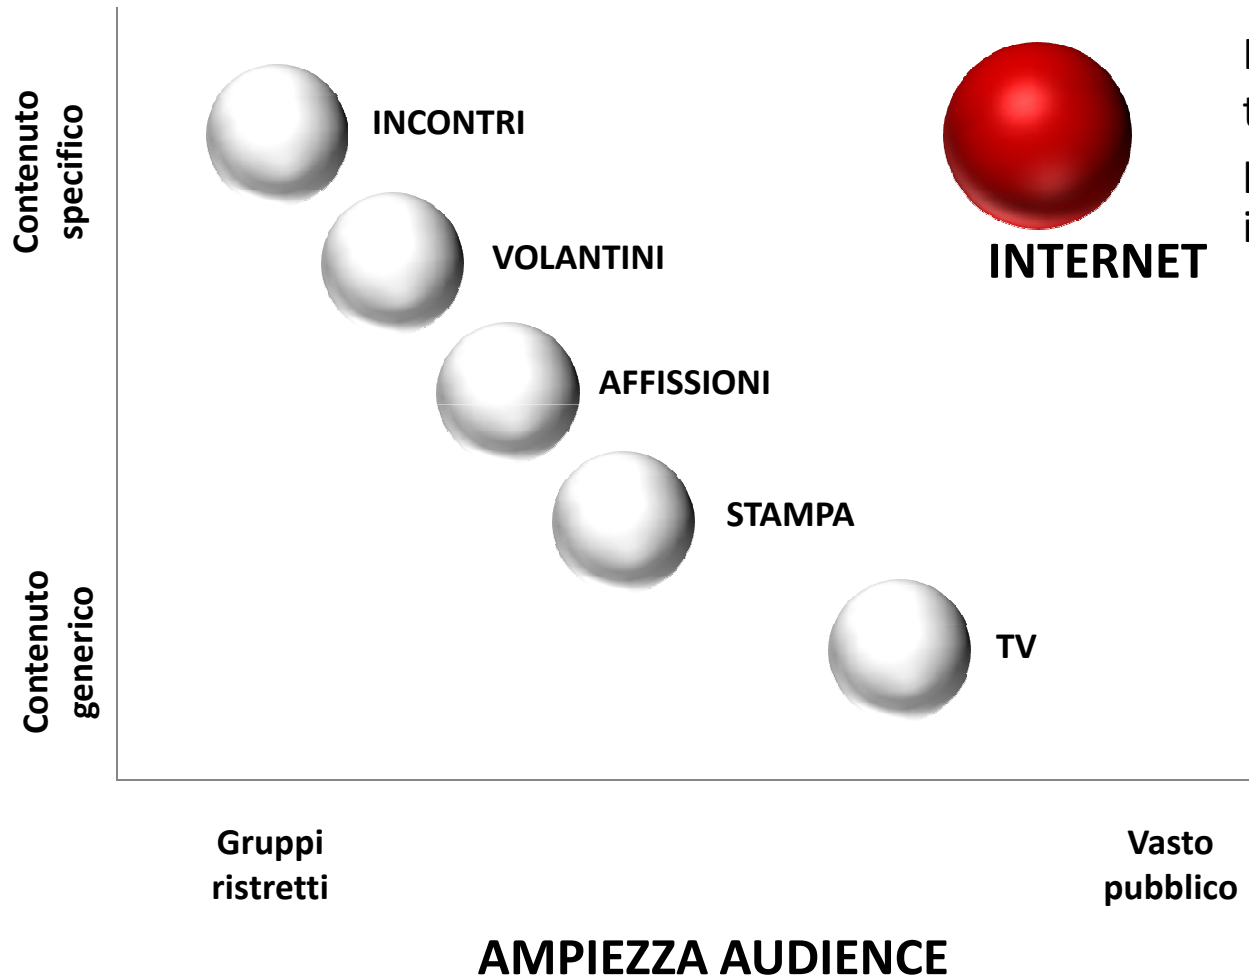 Contenuto
specifico
INCONTRI
VOLANTINI
INTERNET
AFFISSIONI
STAMPA
Contenuto
generico
TV
Gruppi
ristretti
Vasto
pubblico
AMPIEZZA AUDIENCE